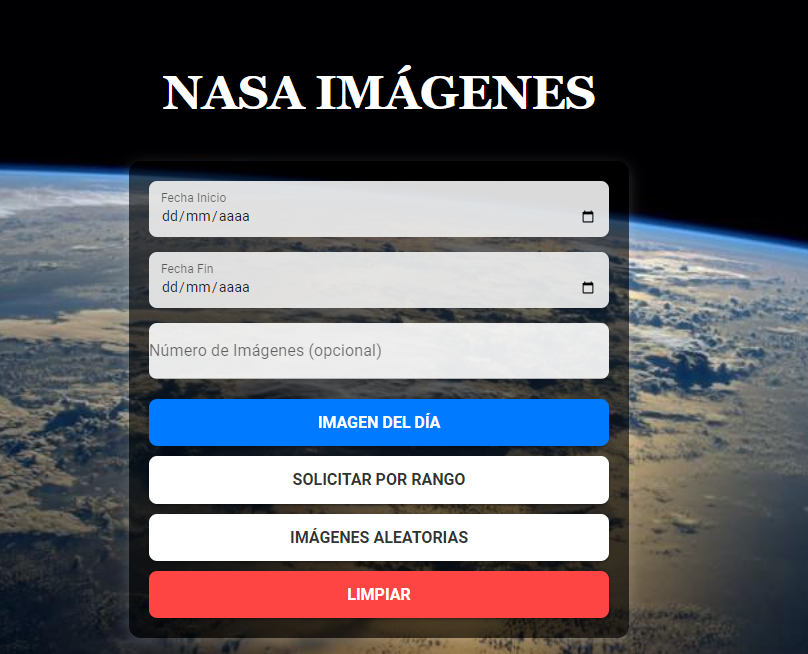 NASA IMÁGENES
Fecha Inicio
dd/mm/aaaa
Fecha Fin
dd/mm/aaaa
Número de Imágenes (opcional)
IMAGEN DEL DÍA
SOLICITAR POR RANGO
IMÁGENES ALEATORIAS
LIMPIAR